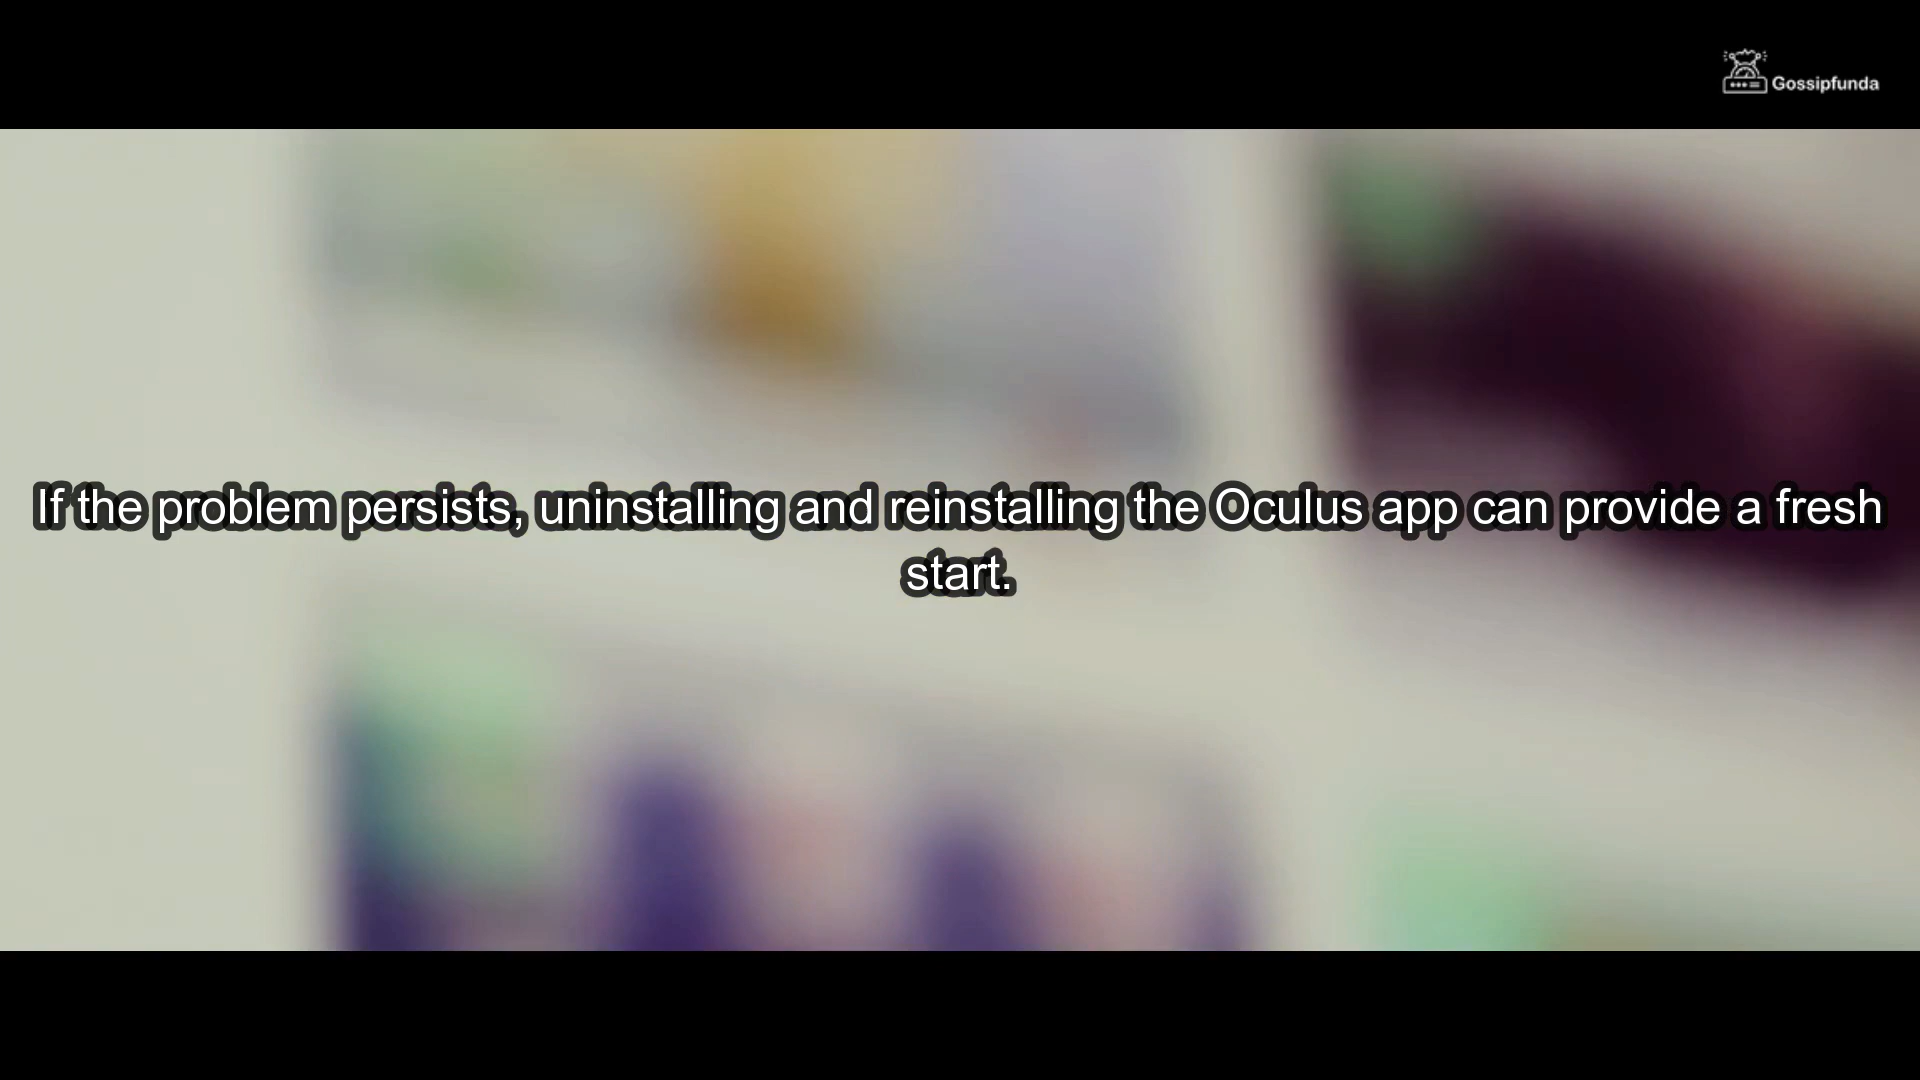 Gossipfunda
If the problem persists, uninstalling and reinstalling the Oculus app can provide a fresh
start.